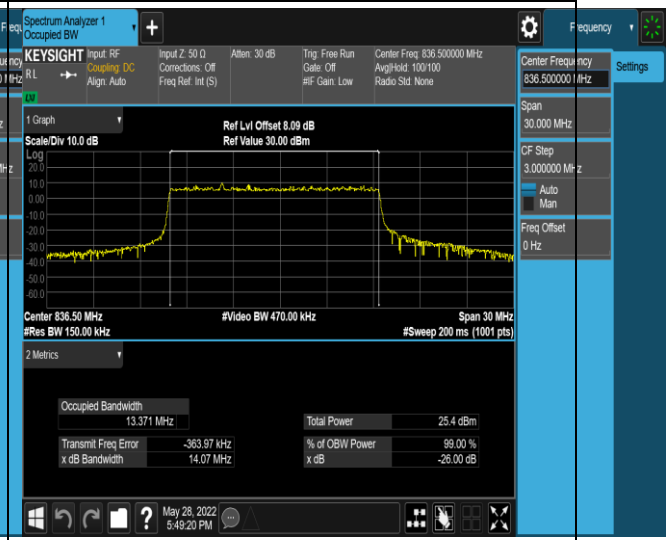 Frequ
Spectrum Analyzer 1
Occupied BW
+
Frequency
uency
0 MHz
z
Hz
KEYSIGHT
RL
LXI
Input: RF
Coupling: DC
Align: Auto
Input Z: 50 Ω
Corrections: Off
Freq Ref: Int (S)
Atten: 30 dB
Trig: Free Run
Gate: Off
#IF Gain: Low
Center Freq: 836.500000 MHz
Avg|Hold: 100/100
Radio Std: None
Center Frequency
836.500000 MHz
Settings
Span
30.000 MHz
CF Step
3.000000 MHz
Auto
Man
Freq Offset
0 Hz
1 Graph
Scale/Div 10.0 dB
Ref Lvl Offset 8.09 dB
Ref Value 30.00 dBm
Log
20.0
10.0
0.00
-10.0
-20.0
-30.0
-40.0
-50.0
-60.0
Center 836.50 MHz
#Res BW 150.00 kHz
#Video BW 470.00 kHz
Span 30 MHz
#Sweep 200 ms (1001 pts)
2 Metrics
Occupied Bandwidth
13.371 MHz
Total Power 25.4 dBm
Transmit Freq Error -363.97 kHz
% of OBW Power 99.00 %
x dB Bandwidth 14.07 MHz
x dB -26.00 dB
?
May 28, 2022
5:49:20 PM